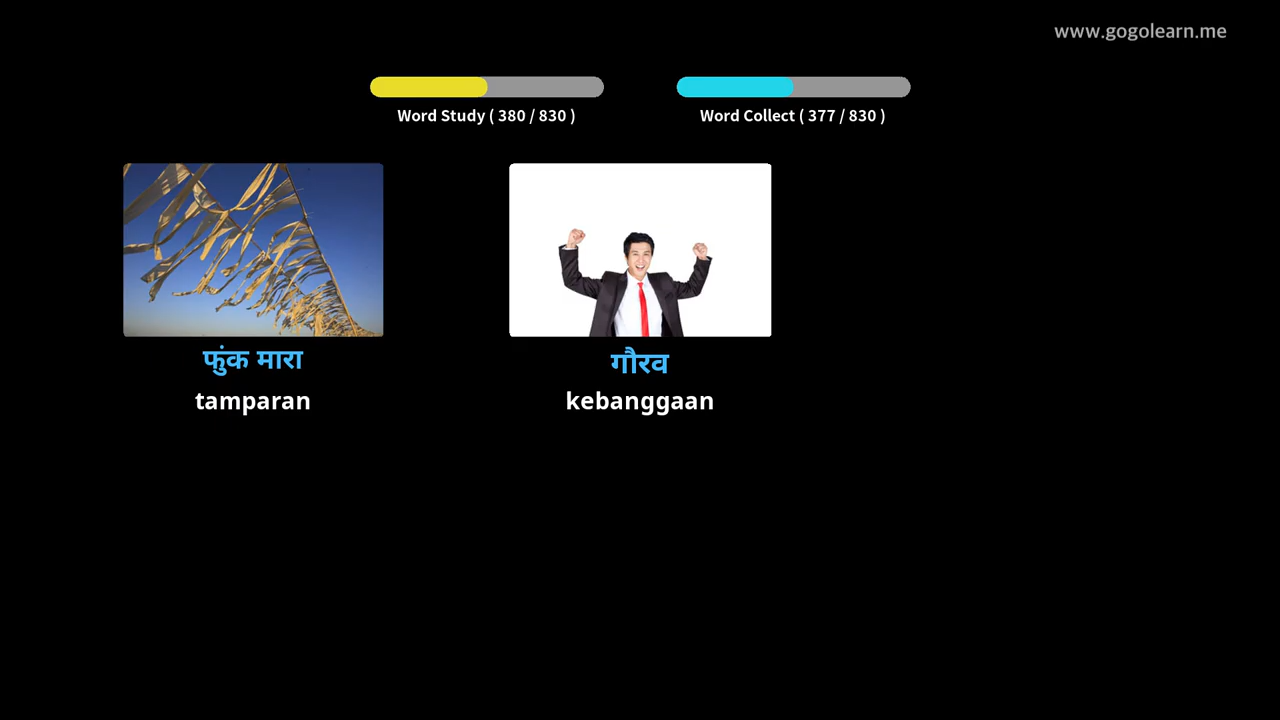 www.gogolearn.me
Word Study ( 380 / 830 )
Word Collect ( 377 / 830 )
फुंक मारा
गौरव
tamparan
kebanggaan